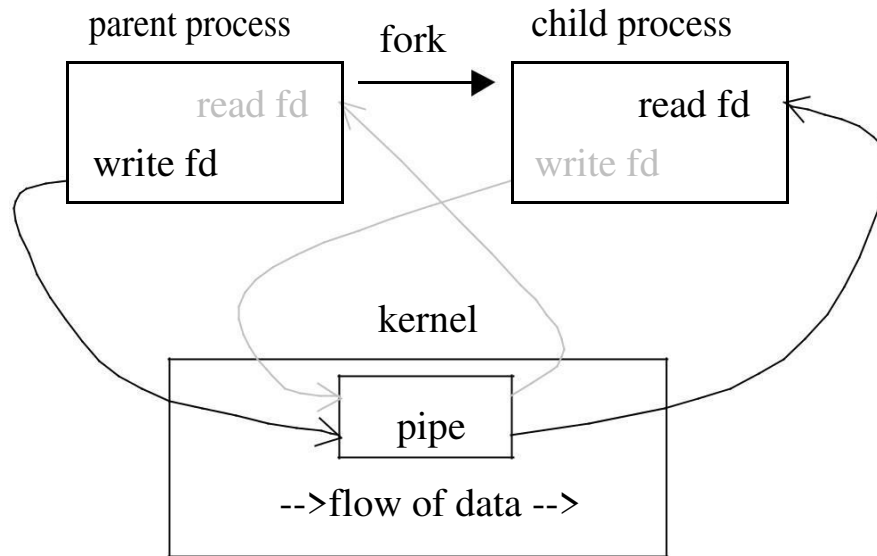 parent process
fork
child process
read fd
write fd
read fd
write fd
kernel
pipe
-->flow of data -->